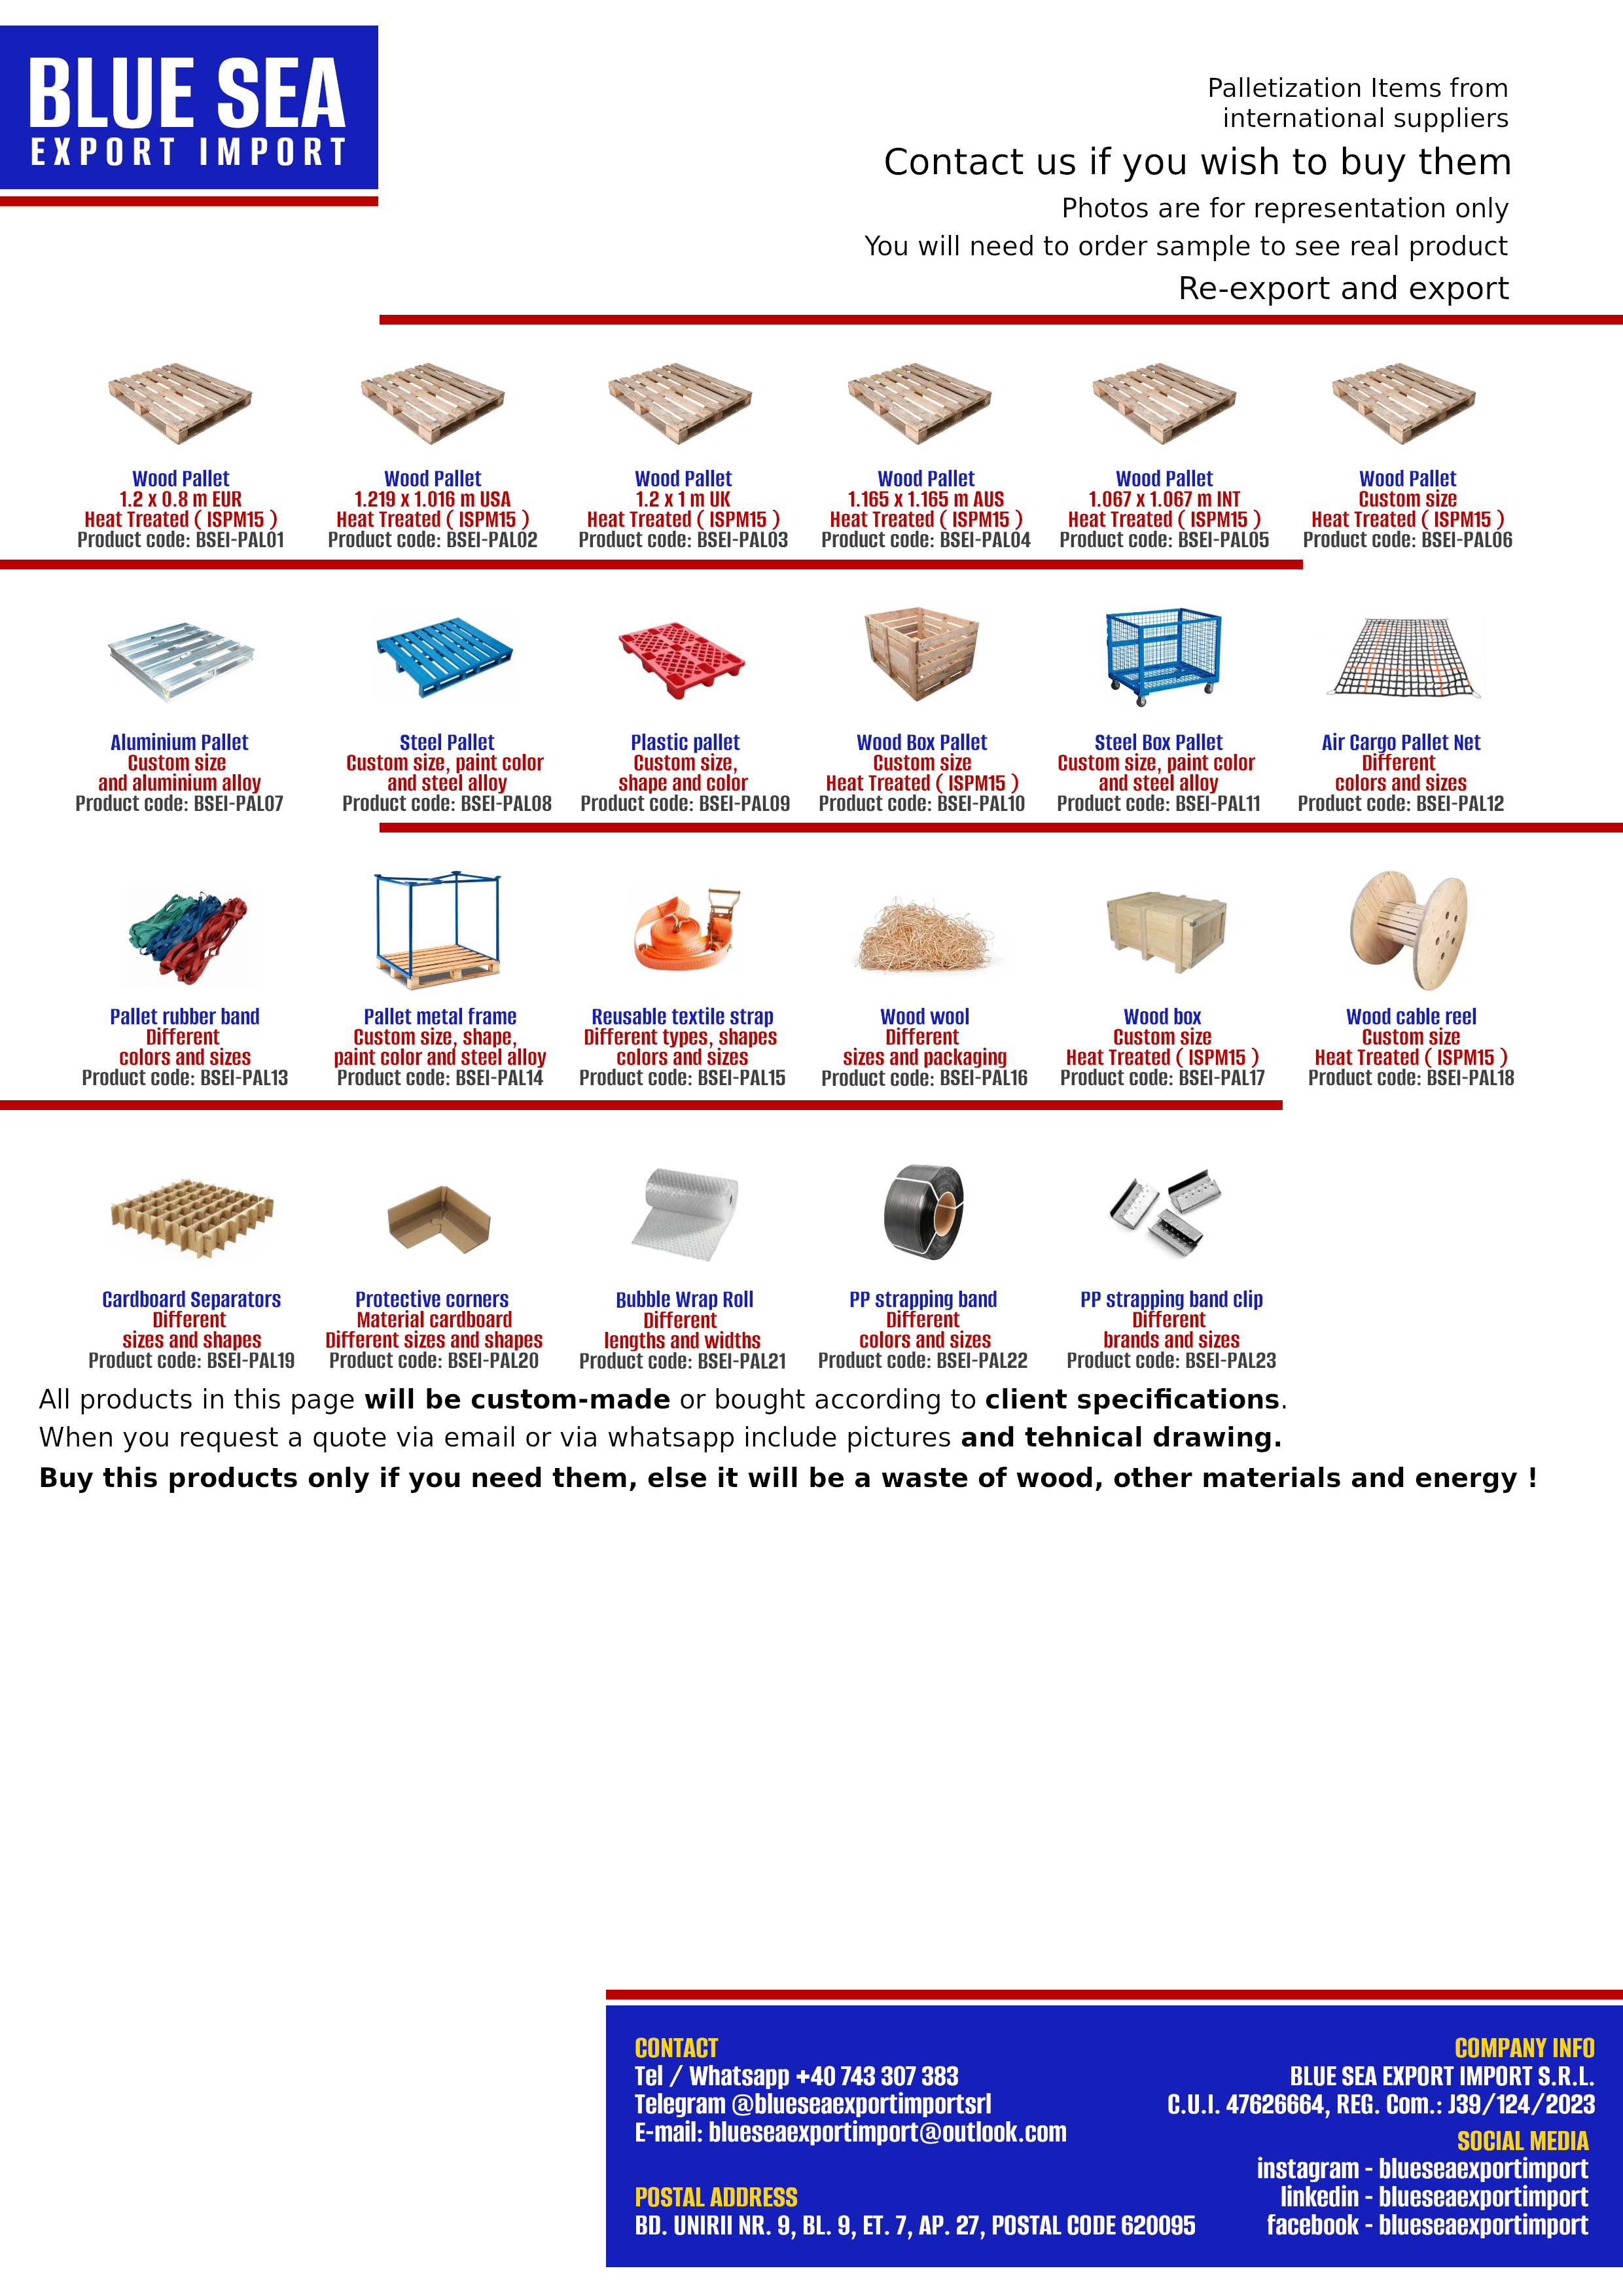 BLUE SEA
EXPORT IMPORT
Palletization Items from
international suppliers
Contact us if you wish to buy them
Photos are for representation only
You will need to order sample to see real product
Re-export and export
Wood Pallet
1.2 x 0.8 m EUR
Heat Treated ( ISPM15 )
Product code: BSEI-PAL01
Wood Pallet
1.219 x 1.016 m USA
Heat Treated ( ISPM15 )
Product code: BSEI-PAL02
Wood Pallet
1.2 x 1 m UK
Heat Treated ( ISPM15 )
Product code: BSEI-PAL03
Wood Pallet
1.165 x 1.165 m AUS
Heat Treated ( ISPM15 )
Product code: BSEI-PAL04
Wood Pallet
1.067 x 1.067 m INT
Heat Treated ( ISPM15 )
Product code: BSEI-PAL05
Wood Pallet
Custom size
Heat Treated ( ISPM15 )
Product code: BSEI-PAL06
Aluminium Pallet
Custom size
and aluminium alloy
Product code: BSEI-PAL07
Steel Pallet
Custom size, paint color
and steel alloy
Product code: BSEI-PAL08
Plastic pallet
Custom size,
shape and color
Product code: BSEI-PAL09
Wood Box Pallet
Custom size
Heat Treated ( ISPM15 )
Product code: BSEI-PAL10
Steel Box Pallet
Custom size, paint color
and steel alloy
Product code: BSEI-PAL11
Air Cargo Pallet Net
Different
colors and sizes
Product code: BSEI-PAL12
Pallet rubber band
Different
colors and sizes
Product code: BSEI-PAL13
Pallet metal frame
Custom size, shape,
paint color and steel alloy
Product code: BSEI-PAL14
Reusable textile strap
Different types, shapes
colors and sizes
Product code: BSEI-PAL15
Wood wool
Different
sizes and packaging
Product code: BSEI-PAL16
Wood box
Custom size
Heat Treated ( ISPM15 )
Product code: BSEI-PAL17
Wood cable reel
Custom size
Heat Treated ( ISPM15 )
Product code: BSEI-PAL18
Cardboard Separators
Different
sizes and shapes
Product code: BSEI-PAL19
Protective corners
Material cardboard
Different sizes and shapes
Product code: BSEI-PAL20
Bubble Wrap Roll
Different
lengths and widths
Product code: BSEI-PAL21
PP strapping band
Different
colors and sizes
Product code: BSEI-PAL22
PP strapping band clip
Different
brands and sizes
Product code: BSEI-PAL23
All products in this page will be custom-made or bought according to client specifications.
When you request a quote via email or via whatsapp include pictures and tehnical drawing.
Buy this products only if you need them, else it will be a waste of wood, other materials and energy !
CONTACT
Tel / Whatsapp +40 743 307 383
Telegram @blueseaexportimportsrl
E-mail: blueseaexportimport@outlook.com
POSTAL ADDRESS
BD. UNIRII NR. 9, BL. 9, ET. 7, AP. 27, POSTAL CODE 620095
COMPANY INFO
BLUE SEA EXPORT IMPORT S.R.L.
C.U.I. 47626664, REG. Com.: J39/124/2023
SOCIAL MEDIA
instagram - blueseaexportimport
linkedin - blueseaexportimport
facebook - blueseaexportimport